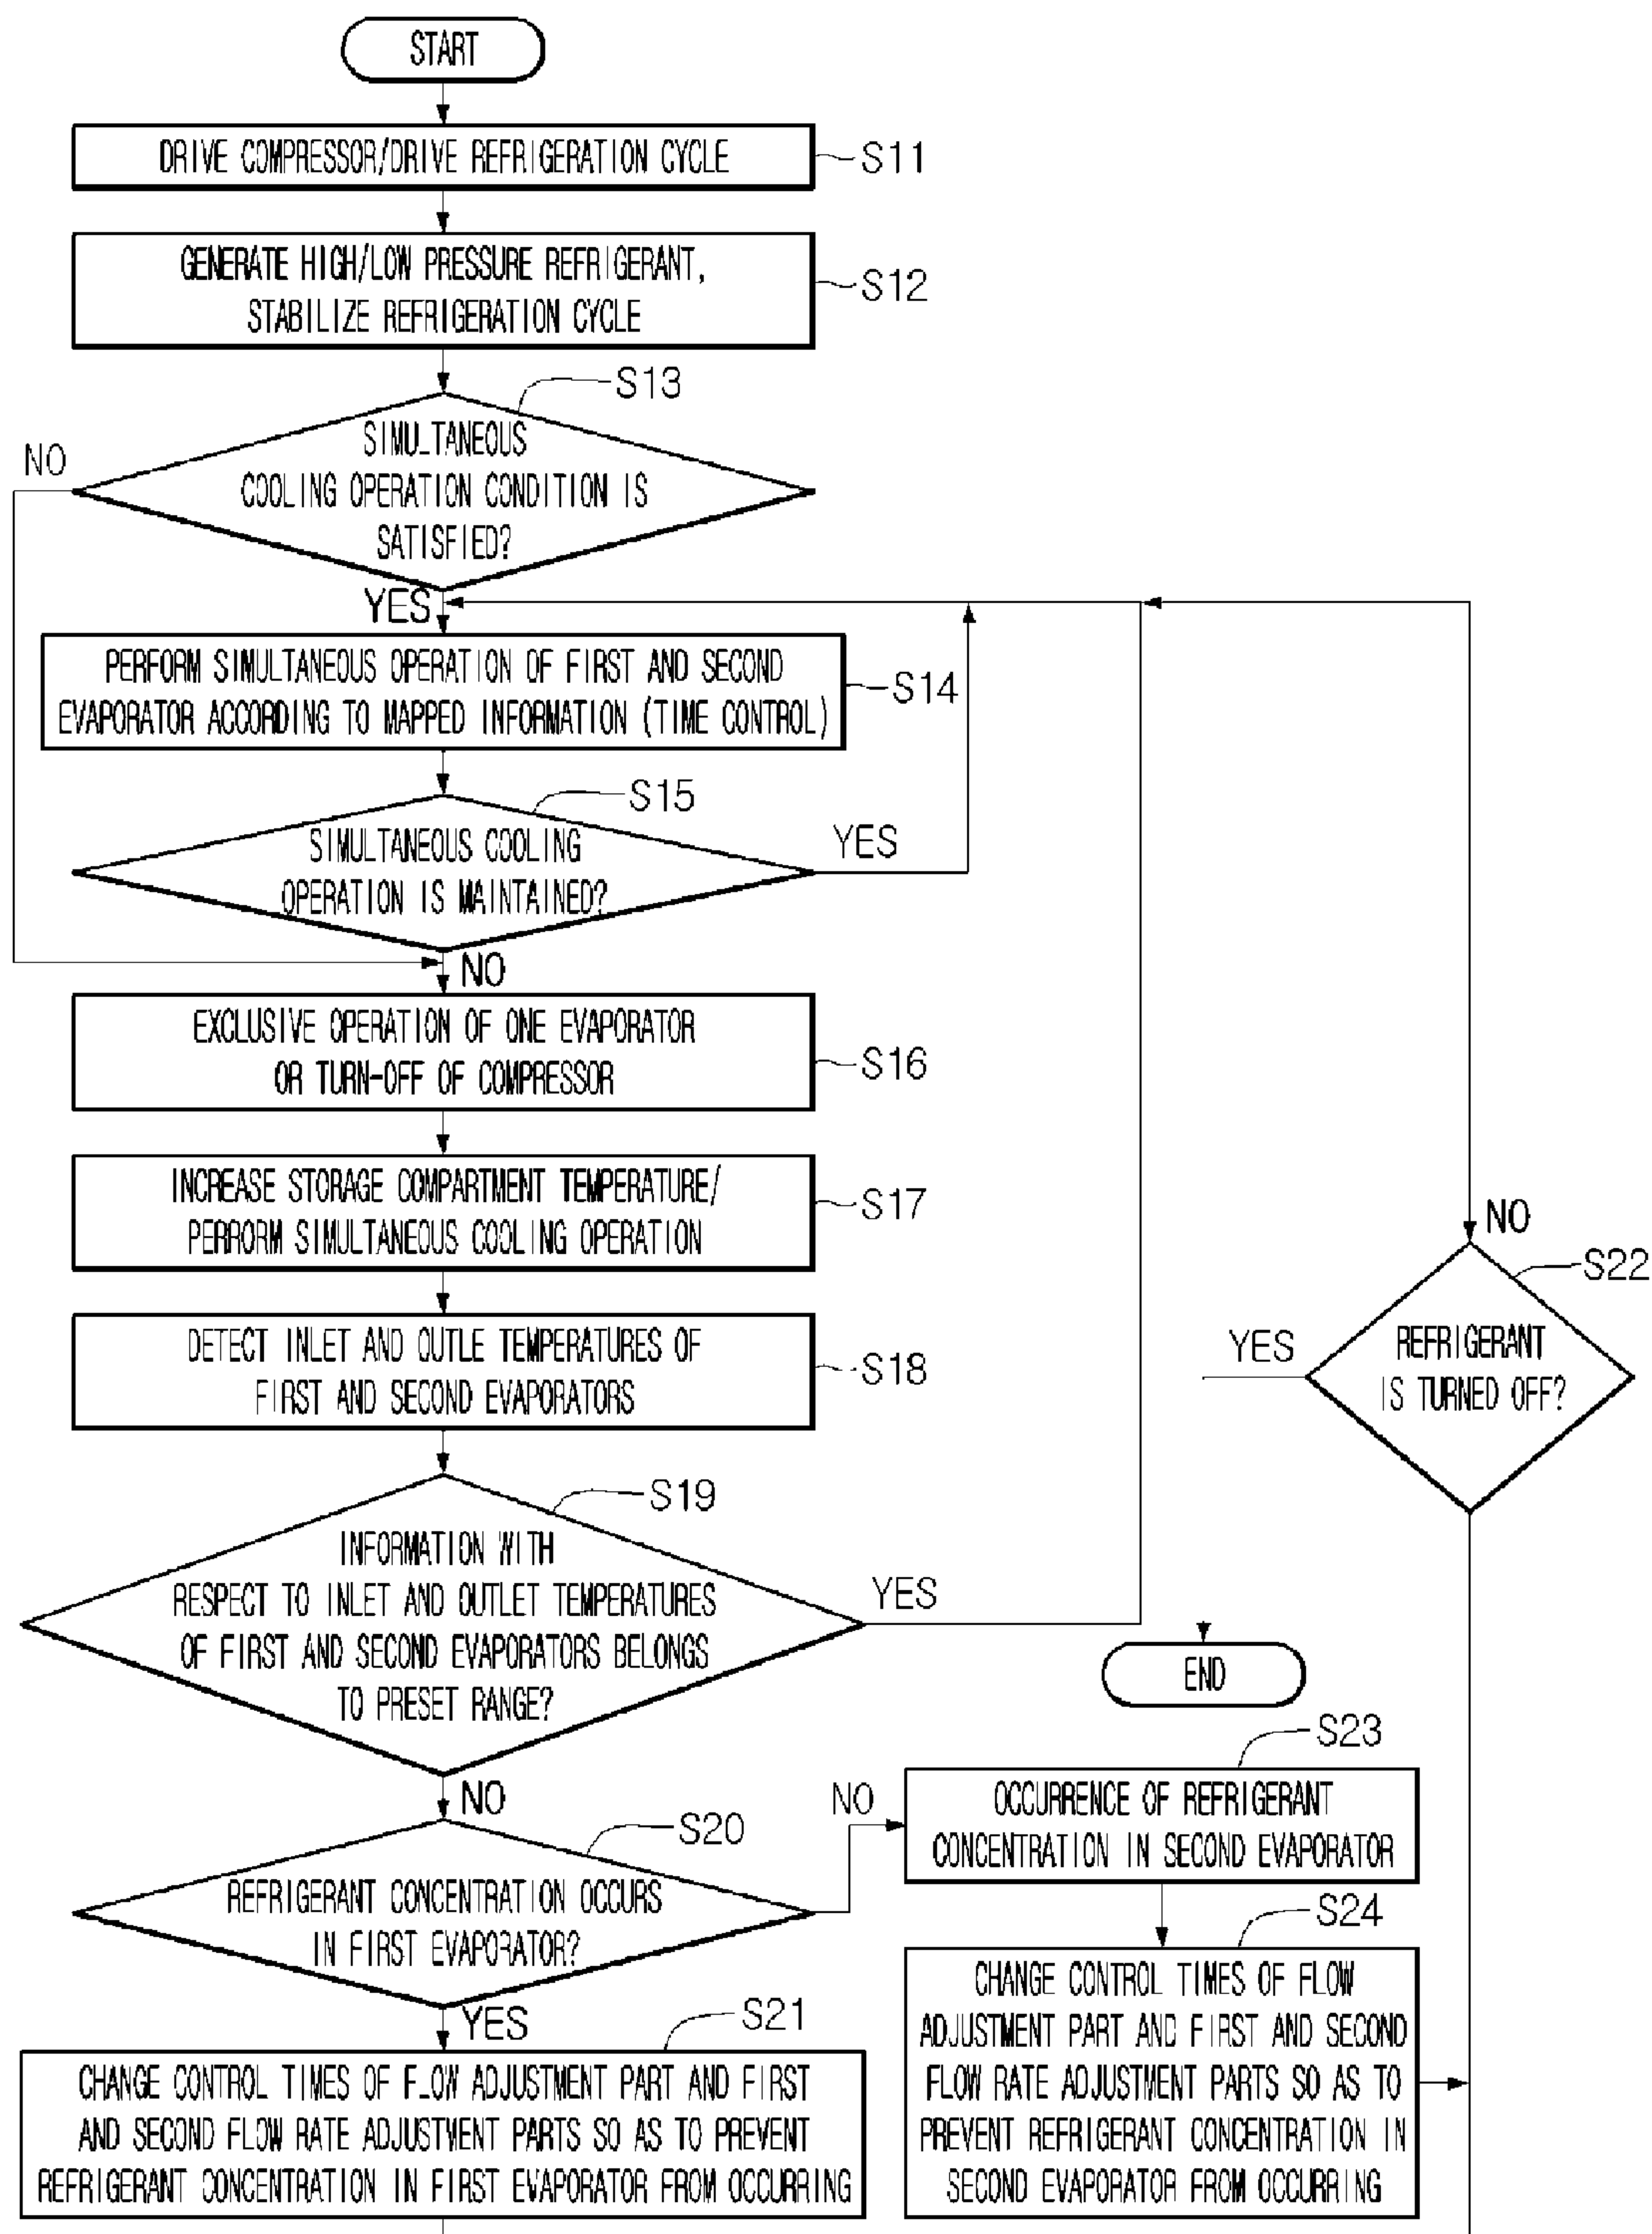 START
DRIVE COMPRESSOR/DRIVE REFRIGERATION CYCLE
S11
GENERATE HIGH/LOW PRESSURE REFRIGERANT,
STABILIZE REFRIGERATION CYCLE
S12
S13
SIMULTANEOUS
COOLING OPERATION CONDITION IS
SATISFIED?
NO
YES
PERFORM SIMULTANEOUS OPERATION OF FIRST AND SECOND
EVAPORATOR ACCORDING TO MAPPED INFORMATION (TIME CONTROL)
S14
S15
SIMULTANEOUS COOLING
OPERATION IS MAINTAINED?
YES
NO
EXCLUSIVE OPERATION OF ONE EVAPORATOR
OR TURN-OFF OF COMPRESSOR
S16
INCREASE STORAGE COMPARTMENT TEMPERATURE/
PERRORM SIMULTANEOUS COOLING OPERATION
S17
NO
S22
REFRIGERANT
IS TURNED OFF?
YES
DETECT INLET AND OUTLE TEMPERATURES OF
FIRST AND SECOND EVAPORATORS
S18
S19
INFORMATION WITH
RESPECT TO INLET AND OUTLET TEMPERATURES
OF FIRST AND SECOND EVAPORATORS BELONGS
TO PRESET RANGE?
YES
END
NO
S20
REFRIGERANT CONCENTRATION OCCURS
IN FIRST EVAPORATOR?
NO
S23
OCCURRENCE OF REFRIGERANT
CONCENTRATION IN SECOND EVAPORATOR
S24
CHANGE CONTROL TIMES OF FLOW
ADJUSTMENT PART AND FIRST AND SECOND
FLOW RATE ADJUSTMENT PARTS SO AS TO
PREVENT REFRIGERANT CONCENTRATION IN
SECOND EVAPORATOR FROM OCCURRING
YES
S21
CHANGE CONTROL TIMES OF FLOW ADJUSTMENT PART AND FIRST
AND SECOND FLOW RATE ADJUSTMENT PARTS SO AS TO PREVENT
REFRIGERANT CONCENTRATION IN FIRST EVAPORATOR FROM OCCURRING